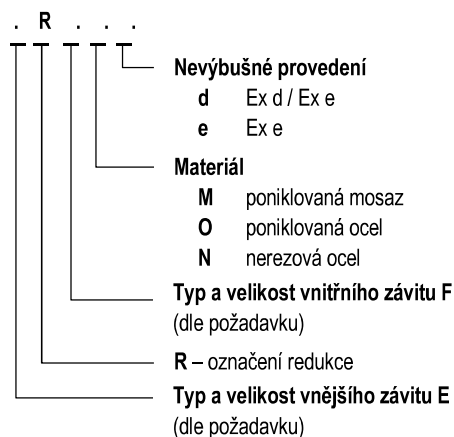 . R . . .
Nevýbušné provedení
d Ex d / Ex e
e Ex e
Materiál
M poniklovaná mosaz
O poniklovaná ocel
N nerezová ocel
Typ a velikost vnitřního závitu F
(dle požadavku)
R – označení redukce
Typ a velikost vnějšího závitu E
(dle požadavku)